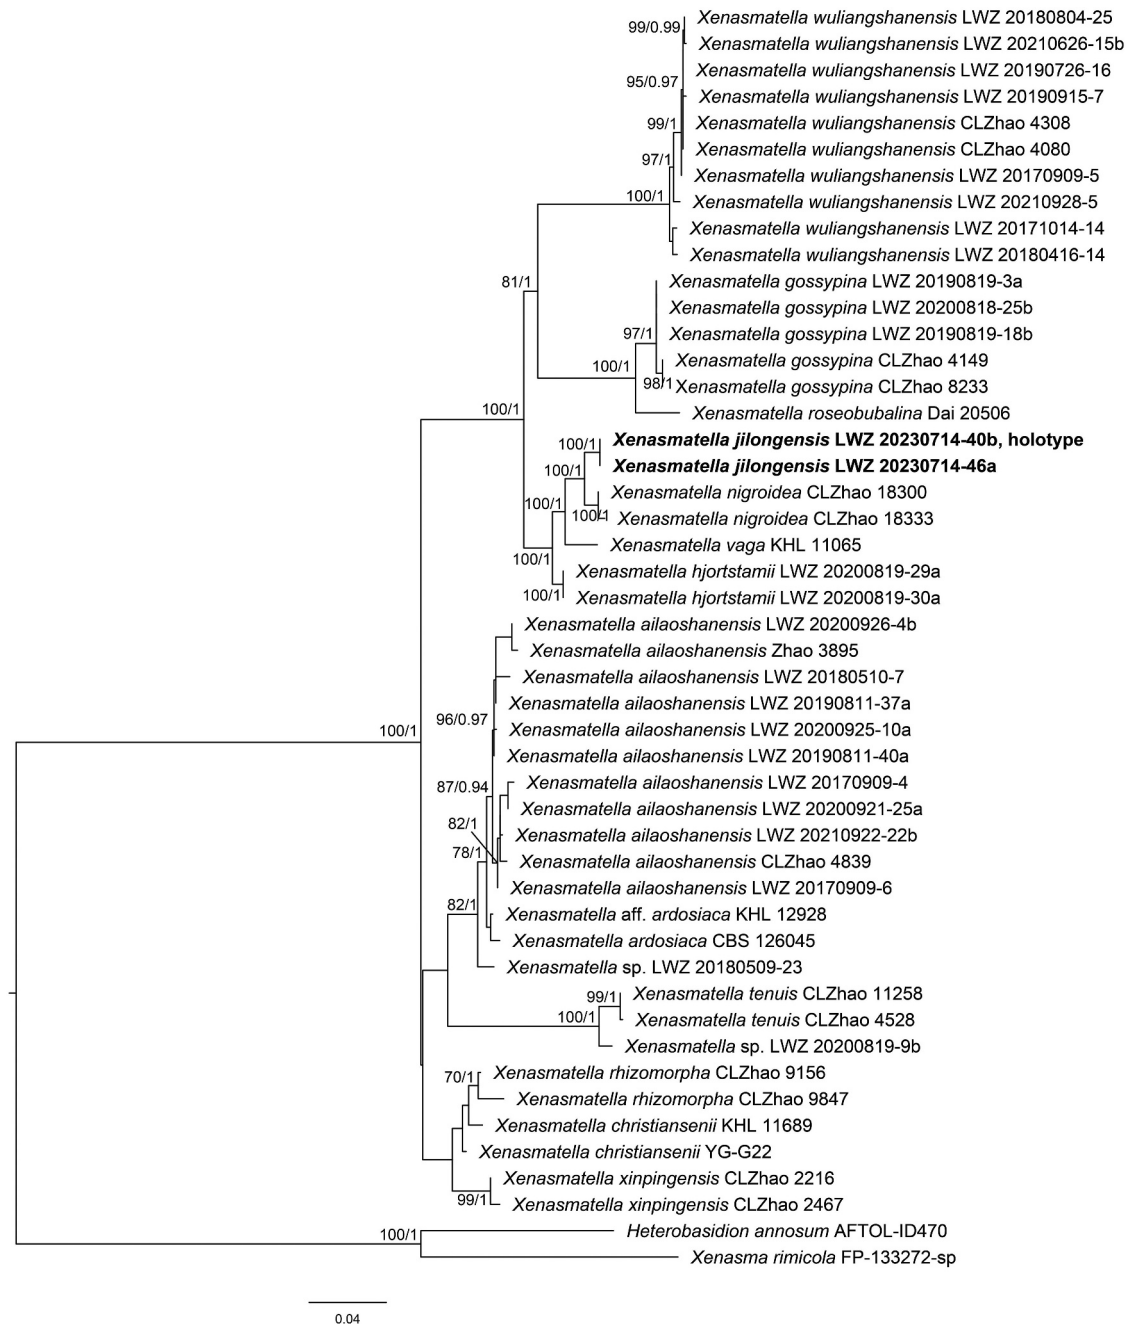 Xenasmatella wuliangshanensis LWZ 20180804-25
99/0.99
Xenasmatella wuliangshanensis LWZ 20210626-15b
Xenasmatella wuliangshanensis LWZ 20190726-16
95/0.97
Xenasmatella wuliangshanensis LWZ 20190915-7
99/1
Xenasmatella wuliangshanensis CLZhao 4308
Xenasmatella wuliangshanensis CLZhao 4080
97/1
Xenasmatella wuliangshanensis LWZ 20170909-5
100/1
Xenasmatella wuliangshanensis LWZ 20210928-5
Xenasmatella wuliangshanensis LWZ 20171014-14
Xenasmatella wuliangshanensis LWZ 20180416-14
81/1
Xenasmatella gossypina LWZ 20190819-3a
Xenasmatella gossypina LWZ 20200818-25b
97/1
Xenasmatella gossypina LWZ 20190819-18b
100/1
Xenasmatella gossypina CLZhao 4149
98/1
Xenasmatella gossypina CLZhao 8233
100/1
Xenasmatella roseobubalina Dai 20506
100/1
Xenasmatella jilongensis LWZ 20230714-40b, holotype
100/1
Xenasmatella jilongensis LWZ 20230714-46a
Xenasmatella nigroidea CLZhao 18300
100/1
100/1
Xenasmatella nigroidea CLZhao 18333
Xenasmatella vaga KHL 11065
100/1
Xenasmatella hjortstamii LWZ 20200819-29a
100/1
Xenasmatella hjortstamii LWZ 20200819-30a
Xenasmatella ailaoshanensis LWZ 20200926-4b
Xenasmatella ailaoshanensis Zhao 3895
Xenasmatella ailaoshanensis LWZ 20180510-7
Xenasmatella ailaoshanensis LWZ 20190811-37a
96/0.97
100/1
Xenasmatella ailaoshanensis LWZ 20200925-10a
Xenasmatella ailaoshanensis LWZ 20190811-40a
87/0.94
Xenasmatella ailaoshanensis LWZ 20170909-4
Xenasmatella ailaoshanensis LWZ 20200921-25a
82/1
Xenasmatella ailaoshanensis LWZ 20210922-22b
78/1
Xenasmatella ailaoshanensis CLZhao 4839
Xenasmatella ailaoshanensis LWZ 20170909-6
82/1
Xenasmatella aff. ardosiaca KHL 12928
Xenasmatella ardosiaca CBS 126045
Xenasmatella sp. LWZ 20180509-23
99/1
Xenasmatella tenuis CLZhao 11258
100/1
Xenasmatella tenuis CLZhao 4528
Xenasmatella sp. LWZ 20200819-9b
70/1
Xenasmatella rhizomorpha CLZhao 9156
Xenasmatella rhizomorpha CLZhao 9847
Xenasmatella christiansenii KHL 11689
Xenasmatella christiansenii YG-G22
Xenasmatella xinpingensis CLZhao 2216
99/1
Xenasmatella xinpingensis CLZhao 2467
100/1
Heterobasidion annosum AFTOL-ID470
Xenasma rimicola FP-133272-sp
0.04